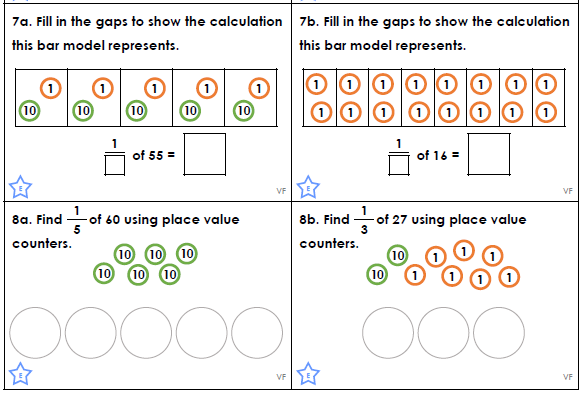 7a. Fill in the gaps to show the calculation
this bar model represents.
1 1 1 1 1
10 10 10 10 10
1
of 55 =
E
VF
7b. Fill in the gaps to show the calculation
this bar model represents.
1 1 1 1 1 1 1 1
1 1 1 1 1 1 1 1
1
of 16 =
E
VF
8a. Find 1/5 of 60 using place value
counters.
10 10 10
10 10 10
E
VF
8b. Find 1/3 of 27 using place value
counters.
10 1 1 1
10 1 1 1 1
E
VF